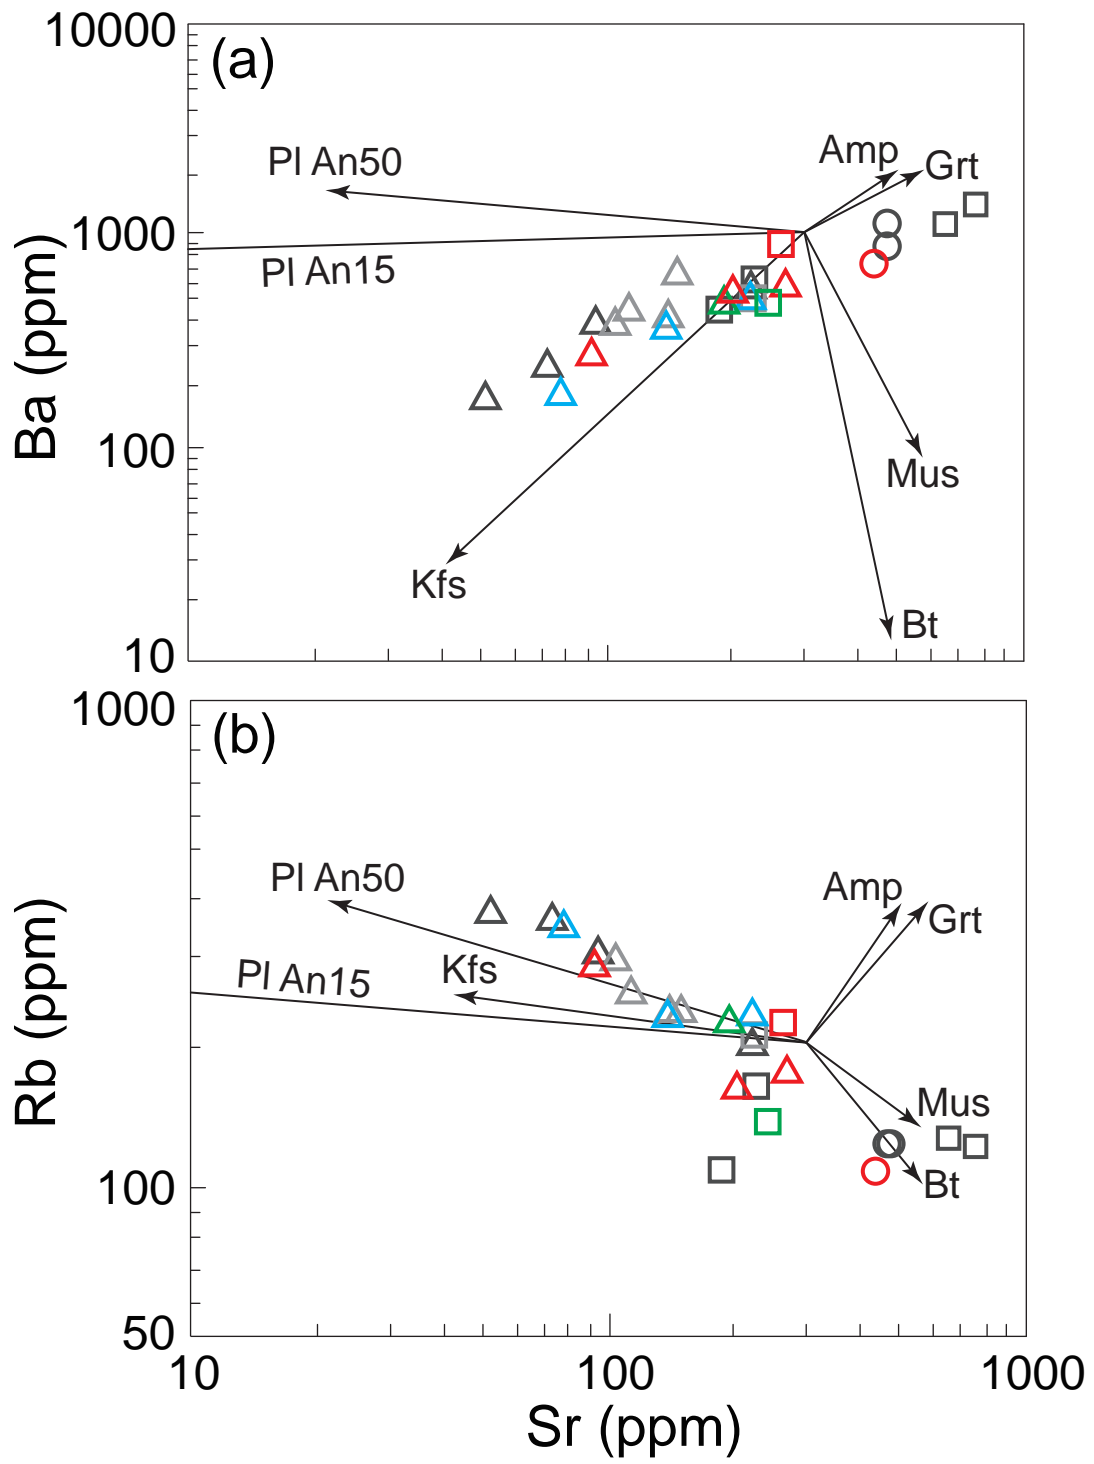 10000
(a)
Pl An50
Amp
Grt
1000
Pl An15
Ba (ppm)
100
Mus
Kfs
Bt
10
1000
(b)
Pl An50
Amp
Grt
Kfs
Pl An15
Rb (ppm)
Mus
100
Bt
50
10
100
1000
Sr (ppm)